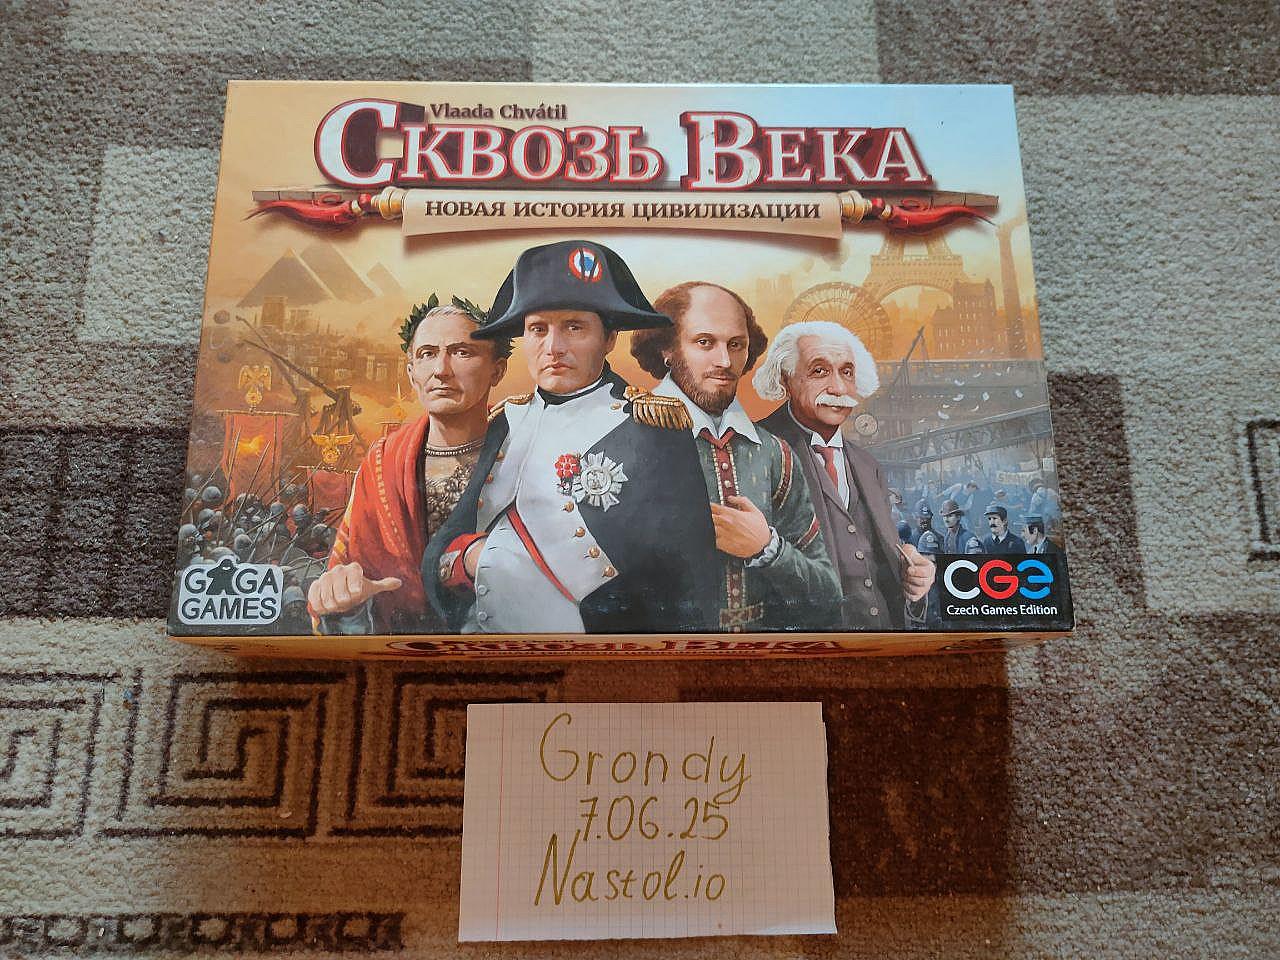 Vlaada Chvátil
Сквозь Века
НОВАЯ ИСТОРИЯ ЦИВИЛИЗАЦИИ
GAGA
GAMES
CGE
Czech Games Edition
Сквозь Века
Grondy
7.06.25
Nastol.io